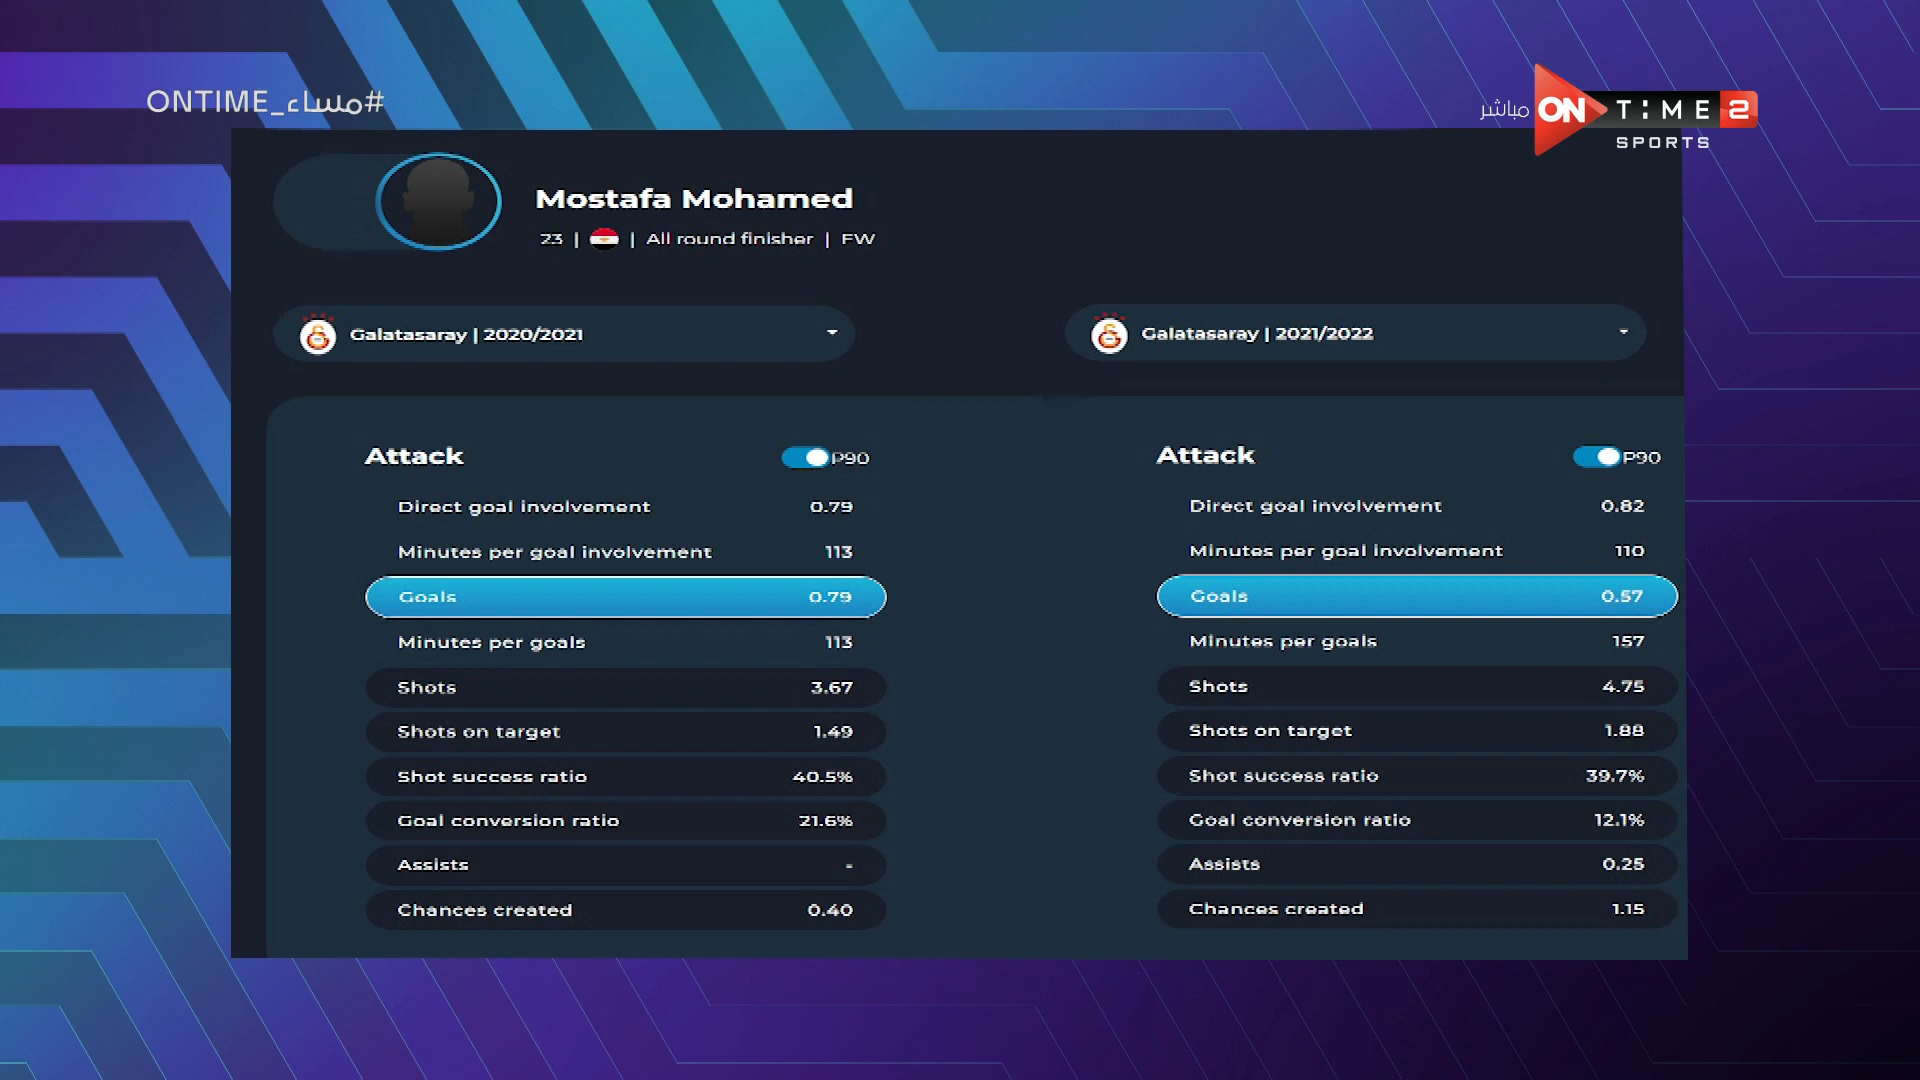 #مساء_ONTIME
مباشر ON TIME 2
SPORTS
Mostafa Mohamed
23 | | All round finisher | FW
Galatasaray | 2020/2021
Galatasaray | 2021/2022
Attack P90
Direct goal involvement 0.79
Minutes per goal involvement 113
Goals 0.79
Minutes per goals 113
Shots 3.67
Shots on target 1.49
Shot success ratio 40.5%
Goal conversion ratio 21.6%
Assists -
Chances created 0.40
Attack P90
Direct goal involvement 0.82
Minutes per goal involvement 110
Goals 0.57
Minutes per goals 157
Shots 4.75
Shots on target 1.88
Shot success ratio 39.7%
Goal conversion ratio 12.1%
Assists 0.25
Chances created 1.15